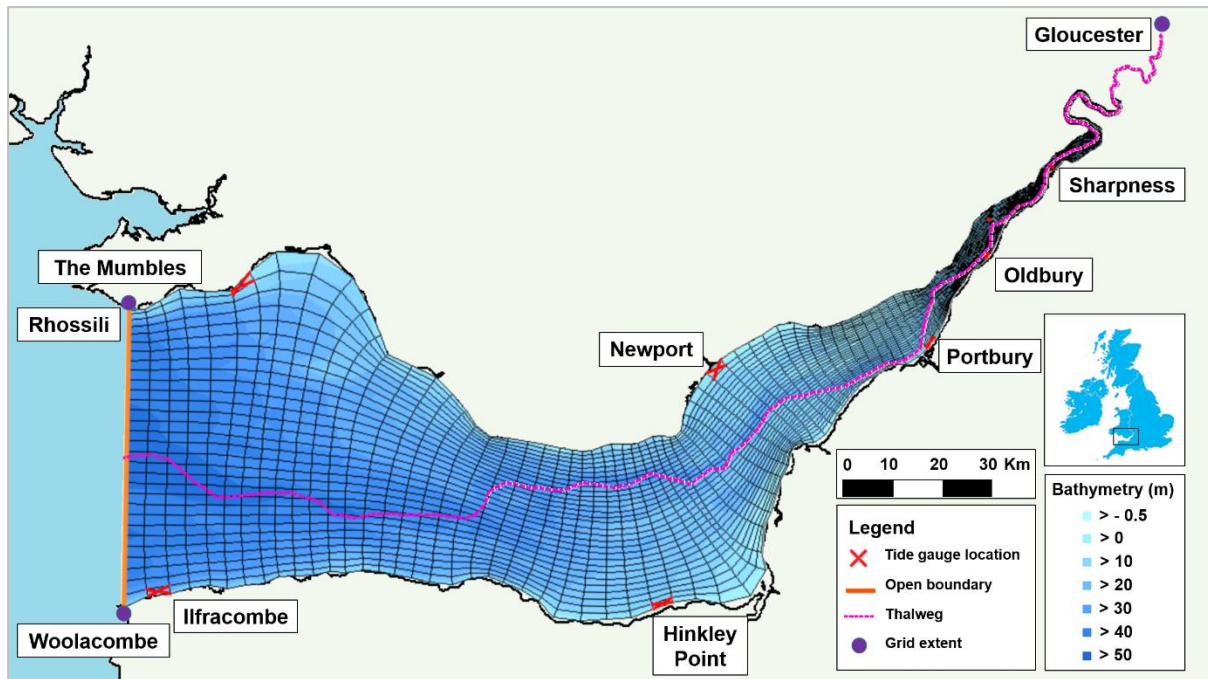 Gloucester
Sharpness
The Mumbles
Rhossili
Oldbury
Newport
Portbury
0 10 20 30 Km
Bathymetry (m)
> - 0.5
> 0
> 10
> 20
> 30
> 40
> 50
Legend
Tide gauge location
Open boundary
Thalweg
Grid extent
Ilfracombe
Woolacombe
Hinkley
Point